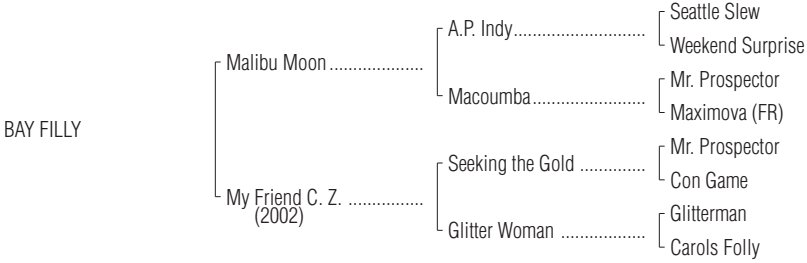 Seattle Slew
A.P. Indy............................
Weekend Surprise
Malibu Moon ....................
Mr. Prospector
Macoumba........................
Maximova (FR)
BAY FILLY
Mr. Prospector
Seeking the Gold ..............
Con Game
My Friend C. Z. ................
(2002)
Glitterman
Glitter Woman ..................
Carols Folly